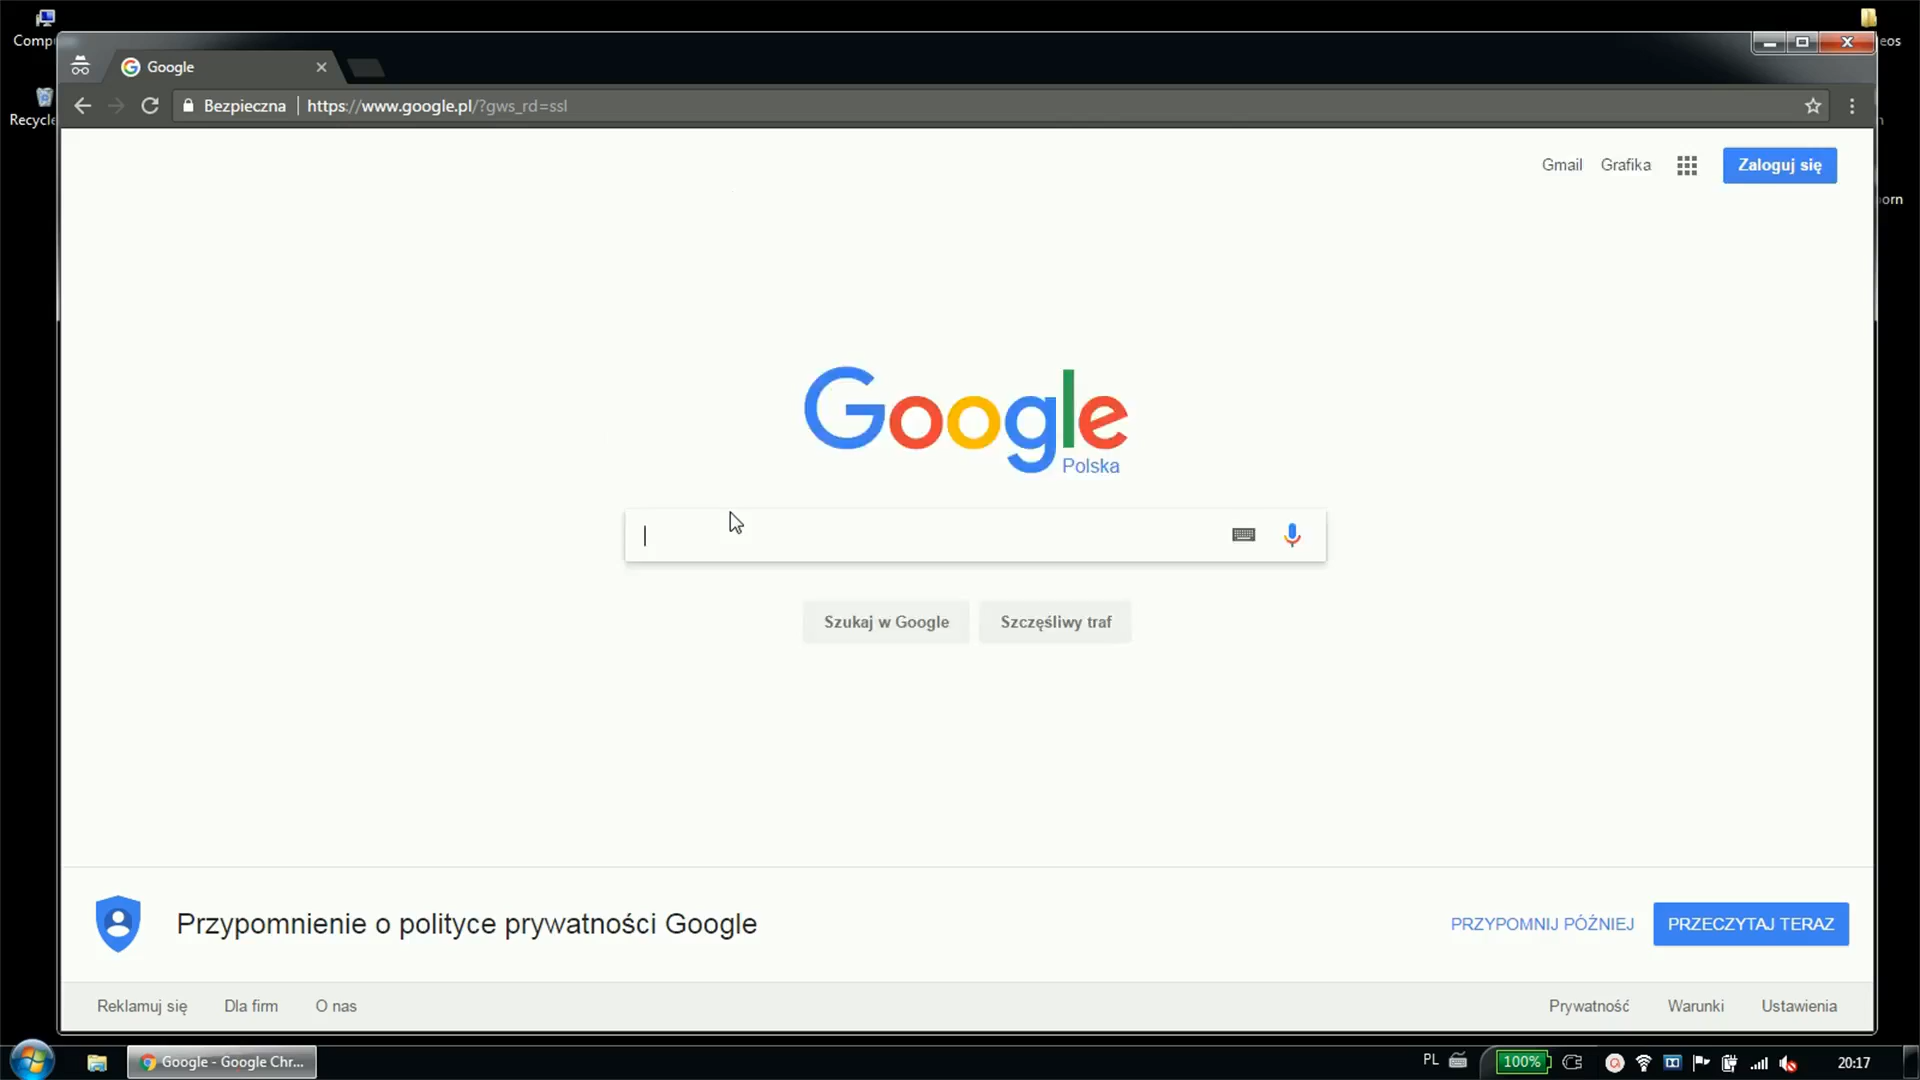 Google
Bezpieczna
https://www.google.pl/?gws_rd=ssl
Gmail
Grafika
Zaloguj się
Google
Polska
Szukaj w Google
Szczęśliwy traf
Przypomnienie o polityce prywatności Google
PRZYPOMNIJ PÓŹNIEJ
PRZECZYTAJ TERAZ
Reklamuj się
Dla firm
O nas
Prywatność
Warunki
Ustawienia
Google - Google Chr...
PL
100%
20:17